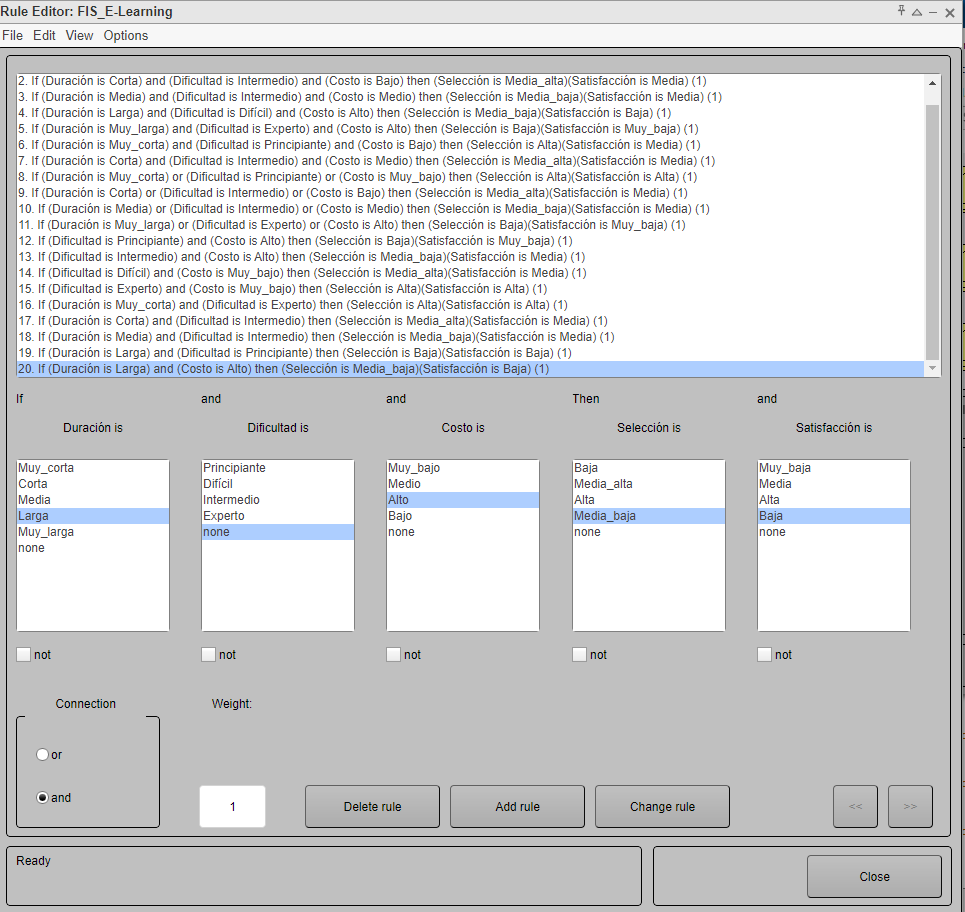 Rule Editor: FIS_E-Learning
File Edit View Options
2. If (Duración is Corta) and (Dificultad is Intermedio) and (Costo is Bajo) then (Selección is Media_alta)(Satisfacción is Media) (1)
3. If (Duración is Media) and (Dificultad is Intermedio) and (Costo is Medio) then (Selección is Media_baja)(Satisfacción is Media) (1)
4. If (Duración is Larga) and (Dificultad is Difícil) and (Costo is Alto) then (Selección is Media_baja)(Satisfacción is Baja) (1)
5. If (Duración is Muy_larga) and (Dificultad is Experto) and (Costo is Alto) then (Selección is Baja)(Satisfacción is Muy_baja) (1)
6. If (Duración is Muy_corta) and (Dificultad is Principiante) and (Costo is Bajo) then (Selección is Alta)(Satisfacción is Media) (1)
7. If (Duración is Corta) and (Dificultad is Intermedio) and (Costo is Medio) then (Selección is Media_alta)(Satisfacción is Media) (1)
8. If (Duración is Muy_corta) or (Dificultad is Principiante) or (Costo is Muy_bajo) then (Selección is Alta)(Satisfacción is Alta) (1)
9. If (Duración is Corta) or (Dificultad is Intermedio) or (Costo is Bajo) then (Selección is Media_alta)(Satisfacción is Media) (1)
10. If (Duración is Media) or (Dificultad is Intermedio) or (Costo is Medio) then (Selección is Media_baja)(Satisfacción is Media) (1)
11. If (Duración is Muy_larga) or (Dificultad is Experto) or (Costo is Alto) then (Selección is Baja)(Satisfacción is Muy_baja) (1)
12. If (Dificultad is Principiante) and (Costo is Alto) then (Selección is Baja)(Satisfacción is Muy_baja) (1)
13. If (Dificultad is Intermedio) and (Costo is Alto) then (Selección is Media_baja)(Satisfacción is Media) (1)
14. If (Dificultad is Difícil) and (Costo is Muy_bajo) then (Selección is Media_alta)(Satisfacción is Media) (1)
15. If (Dificultad is Experto) and (Costo is Muy_bajo) then (Selección is Alta)(Satisfacción is Alta) (1)
16. If (Duración is Muy_corta) and (Dificultad is Experto) then (Selección is Alta)(Satisfacción is Alta) (1)
17. If (Duración is Corta) and (Dificultad is Intermedio) then (Selección is Media_alta)(Satisfacción is Media) (1)
18. If (Duración is Media) and (Dificultad is Intermedio) then (Selección is Media_baja)(Satisfacción is Media) (1)
19. If (Duración is Larga) and (Dificultad is Principiante) then (Selección is Baja)(Satisfacción is Baja) (1)
20. If (Duración is Larga) and (Costo is Alto) then (Selección is Media_baja)(Satisfacción is Baja) (1)
If and and Then and
Duración is Dificultad is Costo is Selección is Satisfacción is
Muy_corta Principiante Muy_bajo Baja Muy_baja
Corta Difícil Medio Media_alta Media
Media Intermedio Alto Alta Alta
Larga Experto Bajo Media_baja Baja
Muy_larga none none none none
none
not not not not not
Connection Weight:
or
and
1 Delete rule Add rule Change rule << >>
Ready
Close